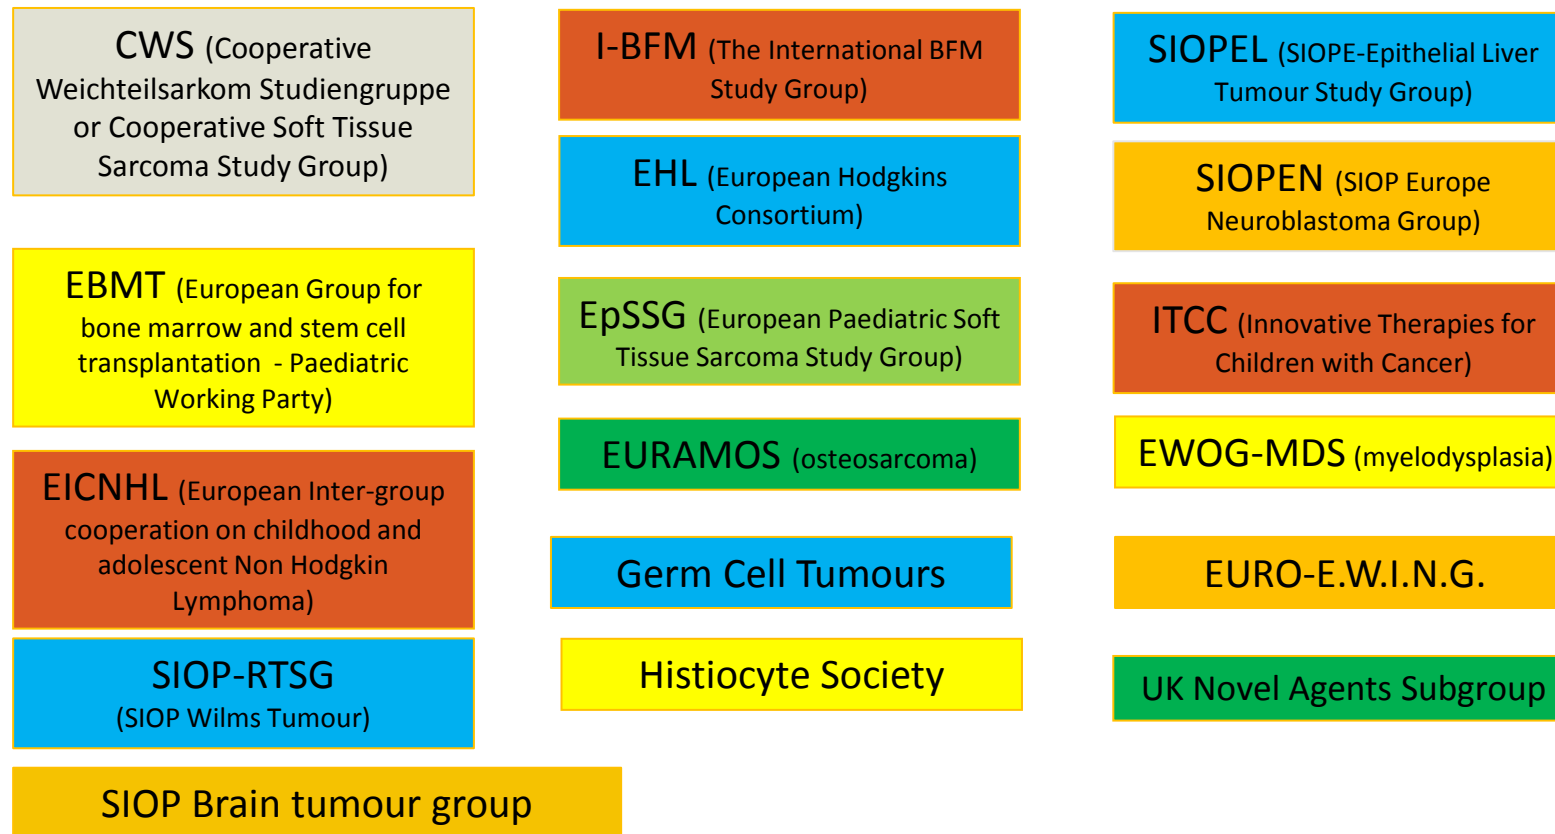 CWS (Cooperative
Weichteilsarkom Studiengruppe
or Cooperative Soft Tissue
Sarcoma Study Group)
EBMT (European Group for
bone marrow and stem cell
transplantation - Paediatric
Working Party)
EICNHL (European Inter-group
cooperation on childhood and
adolescent Non Hodgkin
Lymphoma)
SIOP-RTSG
(SIOP Wilms Tumour)
SIOP Brain tumour group
I-BFM (The International BFM
Study Group)
EHL (European Hodgkins
Consortium)
EpSSG (European Paediatric Soft
Tissue Sarcoma Study Group)
EURAMOS (osteosarcoma)
Germ Cell Tumours
Histiocyte Society
SIOPEL (SIOPE-Epithelial Liver
Tumour Study Group)
SIOPEN (SIOP Europe
Neuroblastoma Group)
ITCC (Innovative Therapies for
Children with Cancer)
EWOG-MDS (myelodysplasia)
EURO-E.W.I.N.G.
UK Novel Agents Subgroup